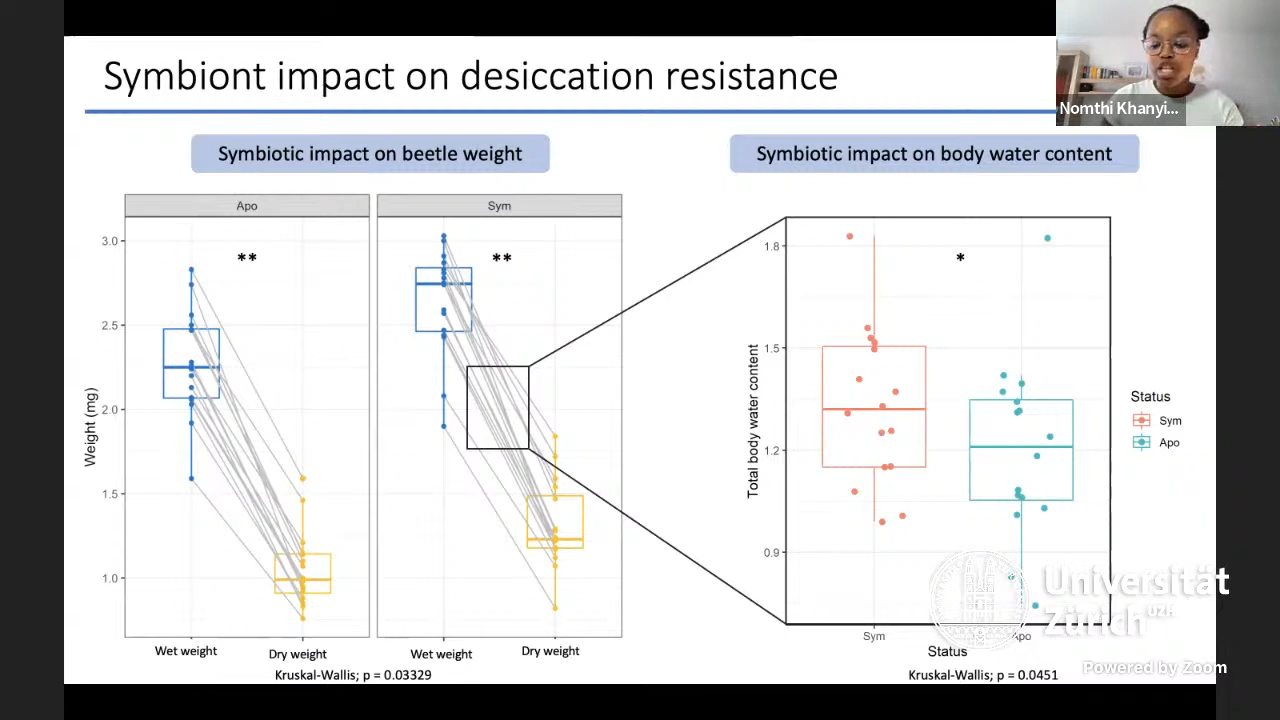 Symbiont impact on desiccation resistance
Nomthi Khanyi...
Symbiotic impact on beetle weight
Symbiotic impact on body water content
Apo
Sym
3.0
2.5
2.0
1.5
1.0
Weight (mg)
**
**
Wet weight
Dry weight
Wet weight
Dry weight
Kruskal-Wallis; p = 0.03329
1.8
1.5
1.2
0.9
Total body water content
*
Sym
Apo
Status
Kruskal-Wallis; p = 0.0451
Status
Sym
Apo
Universität
Zürich UZH
Powered by Zoom